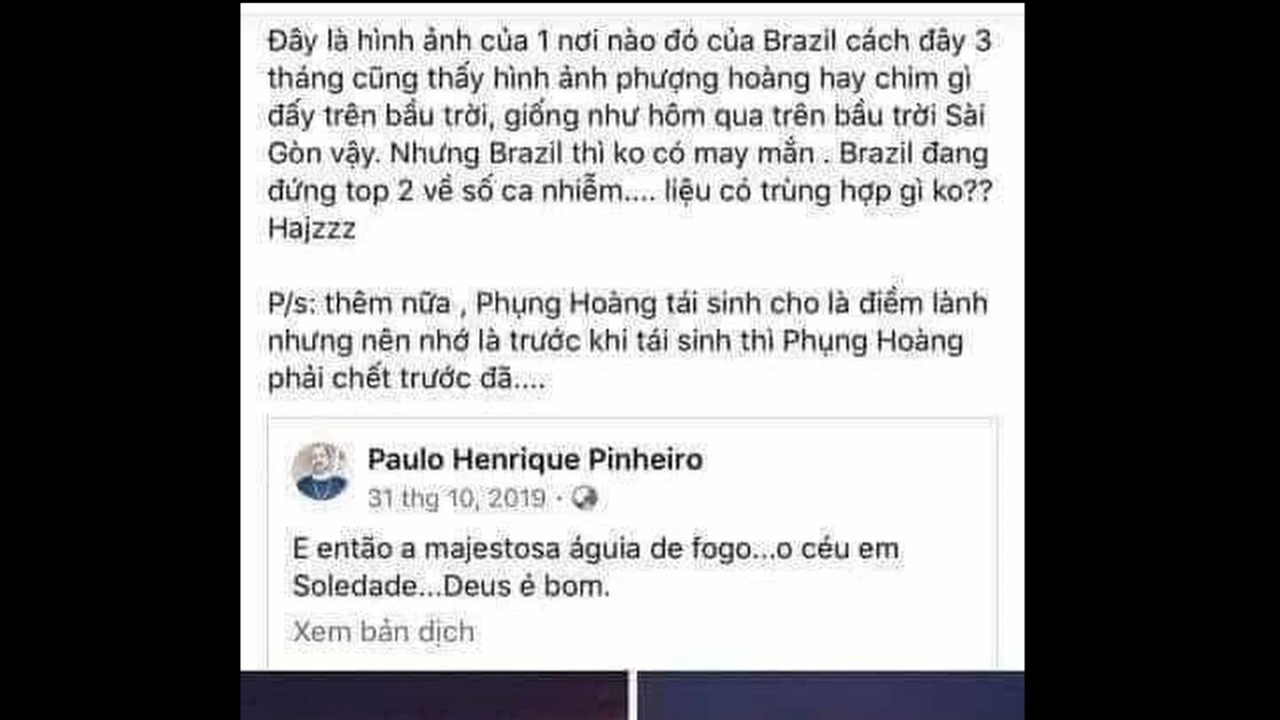 Đây là hình ảnh của 1 nơi nào đó của Brazil cách đây 3
tháng cũng thấy hình ảnh phượng hoàng hay chim gì
đấy trên bầu trời, giống như hôm qua trên bầu trời Sài
Gòn vậy. Nhưng Brazil thì ko có may mắn . Brazil đang
đứng top 2 về số ca nhiễm.... liệu có trùng hợp gì ko??
Hajzzz
P/s: thêm nữa , Phụng Hoàng tái sinh cho là điềm lành
nhưng nên nhớ là trước khi tái sinh thì Phụng Hoàng
phải chết trước đã....
Paulo Henrique Pinheiro
31 thg 10, 2019 ·
E então a majestosa águia de fogo...o céu em
Soledade...Deus é bom.
Xem bản dịch